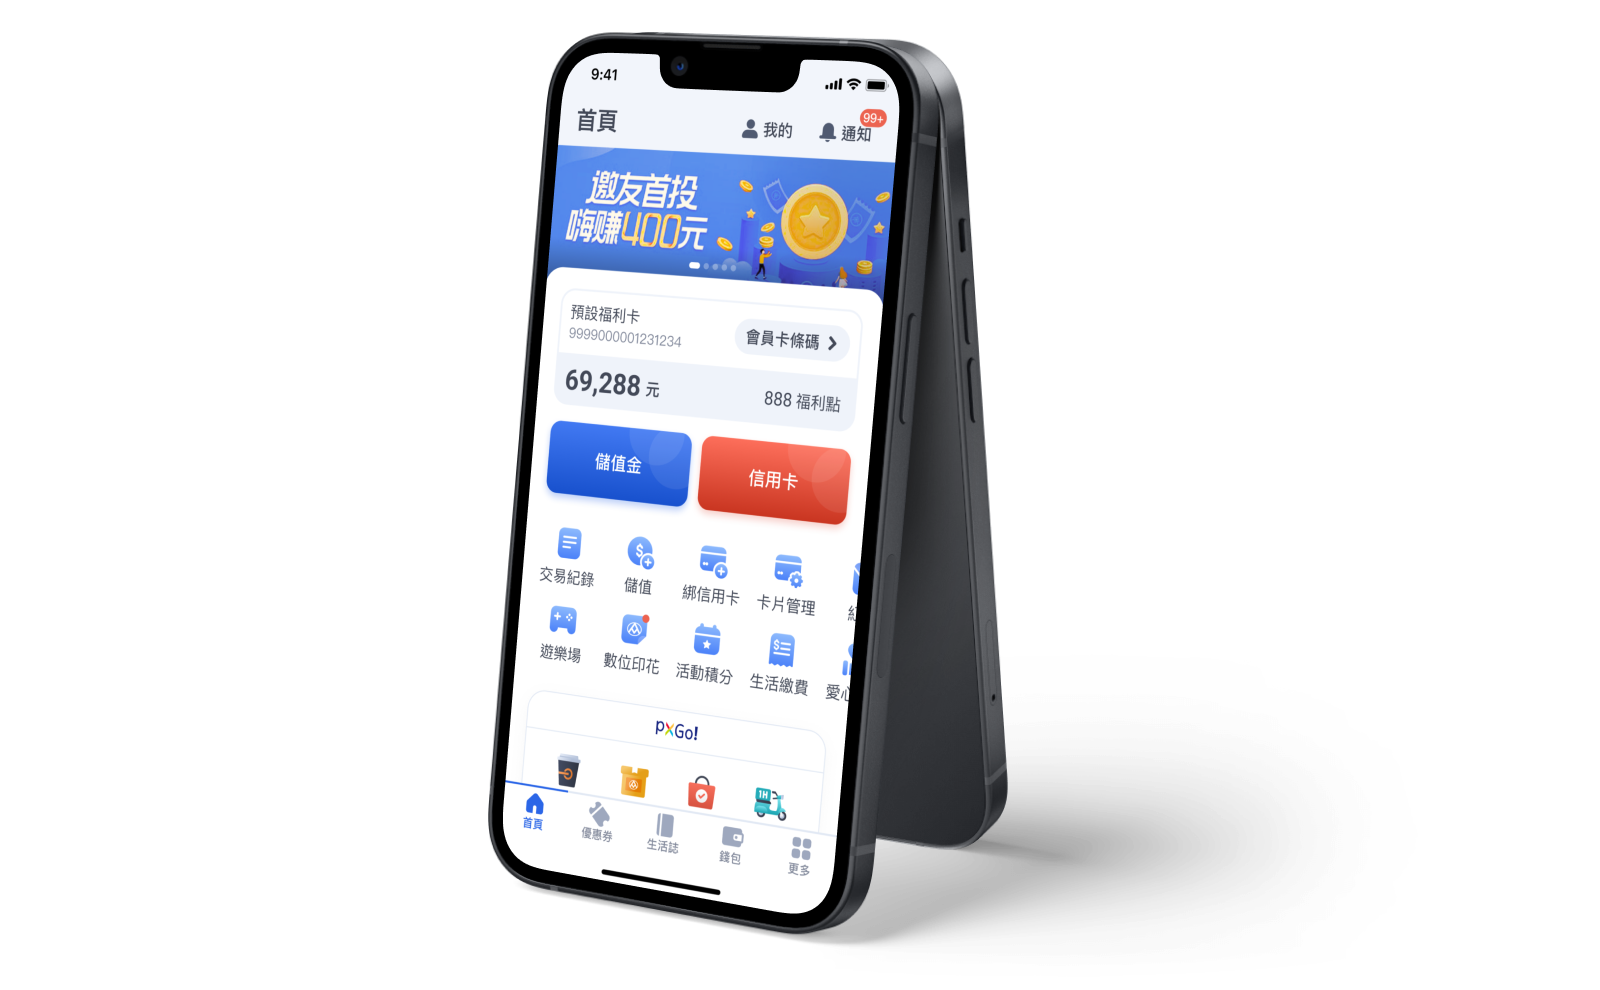 9:41
首頁
我的
通知
99+
邀友首投
嗨賺400元
預設福利卡
9999000001231234
會員卡條碼
69,288 元
888 福利點
儲值金
信用卡
交易紀錄
儲值
綁信用卡
卡片管理
遊樂場
數位印花
活動積分
生活繳費
愛心
pxGo!
1H
首頁
優惠券
生活誌
錢包
更多